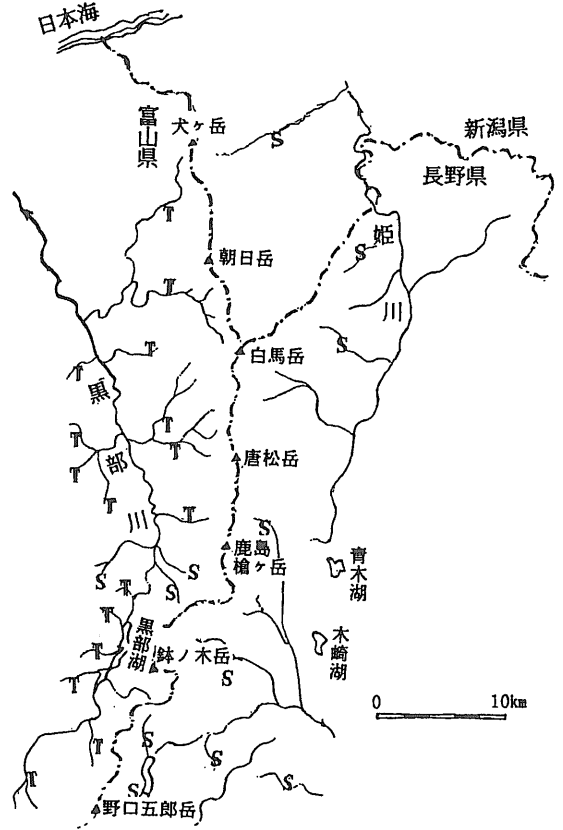 日本海
富山県
犬ヶ岳
S
新潟県
長野県
T
姫川
S
朝日岳
T
S
白馬岳
T
T
黒部川
T
T
T
T
唐松岳
T
T
S
鹿島槍ヶ岳
青木湖
S
S
T
S
T
黒部湖
木崎湖
T
鉢ノ木岳
S
T
0 10km
S
T
S
T
S
S
野口五郎岳